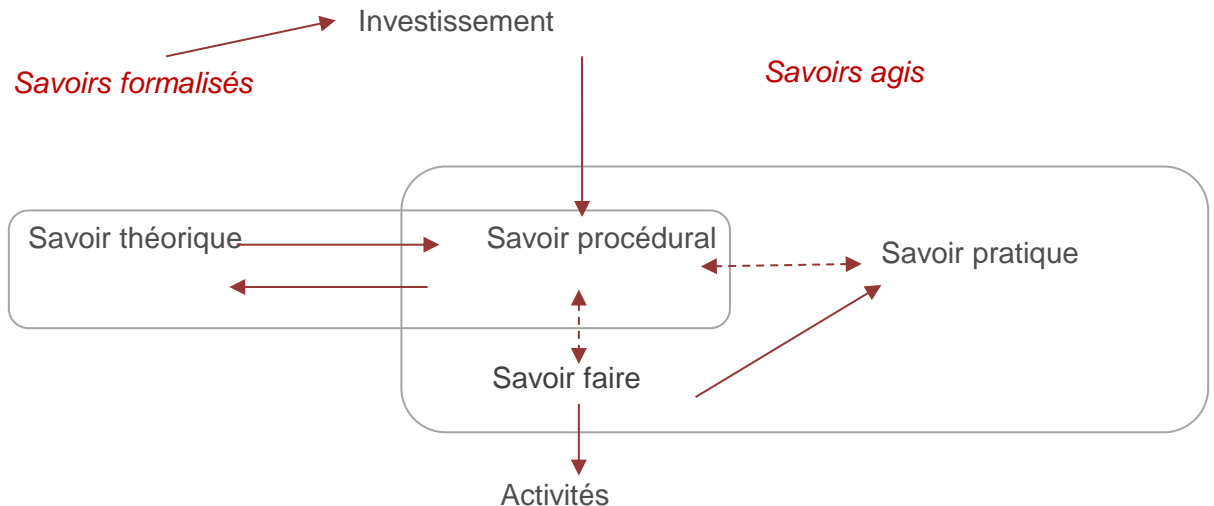 Investissement
Savoirs formalisés
Savoirs agis
Savoir théorique
Savoir procédural
Savoir pratique
Savoir faire
Activités